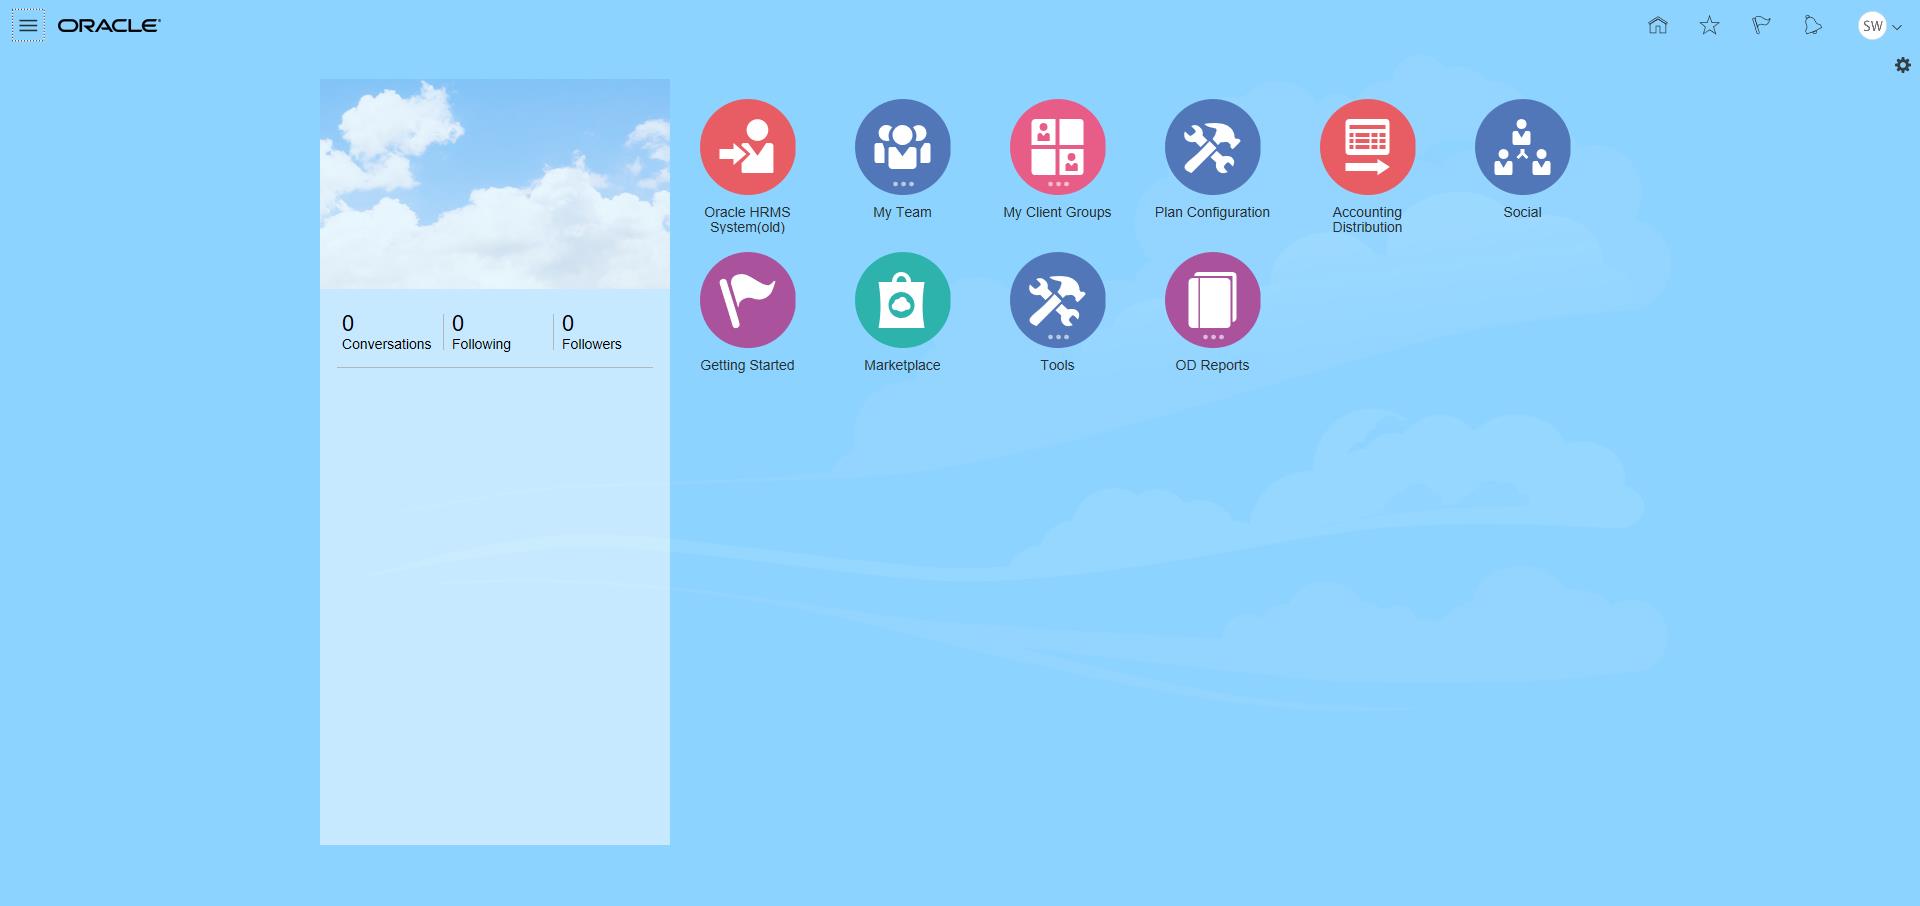 ORACLE
SW
Oracle HRMS
System(old)
My Team
My Client Groups
Plan Configuration
Accounting
Distribution
Social
Getting Started
Marketplace
Tools
OD Reports
0
Conversations
0
Following
0
Followers